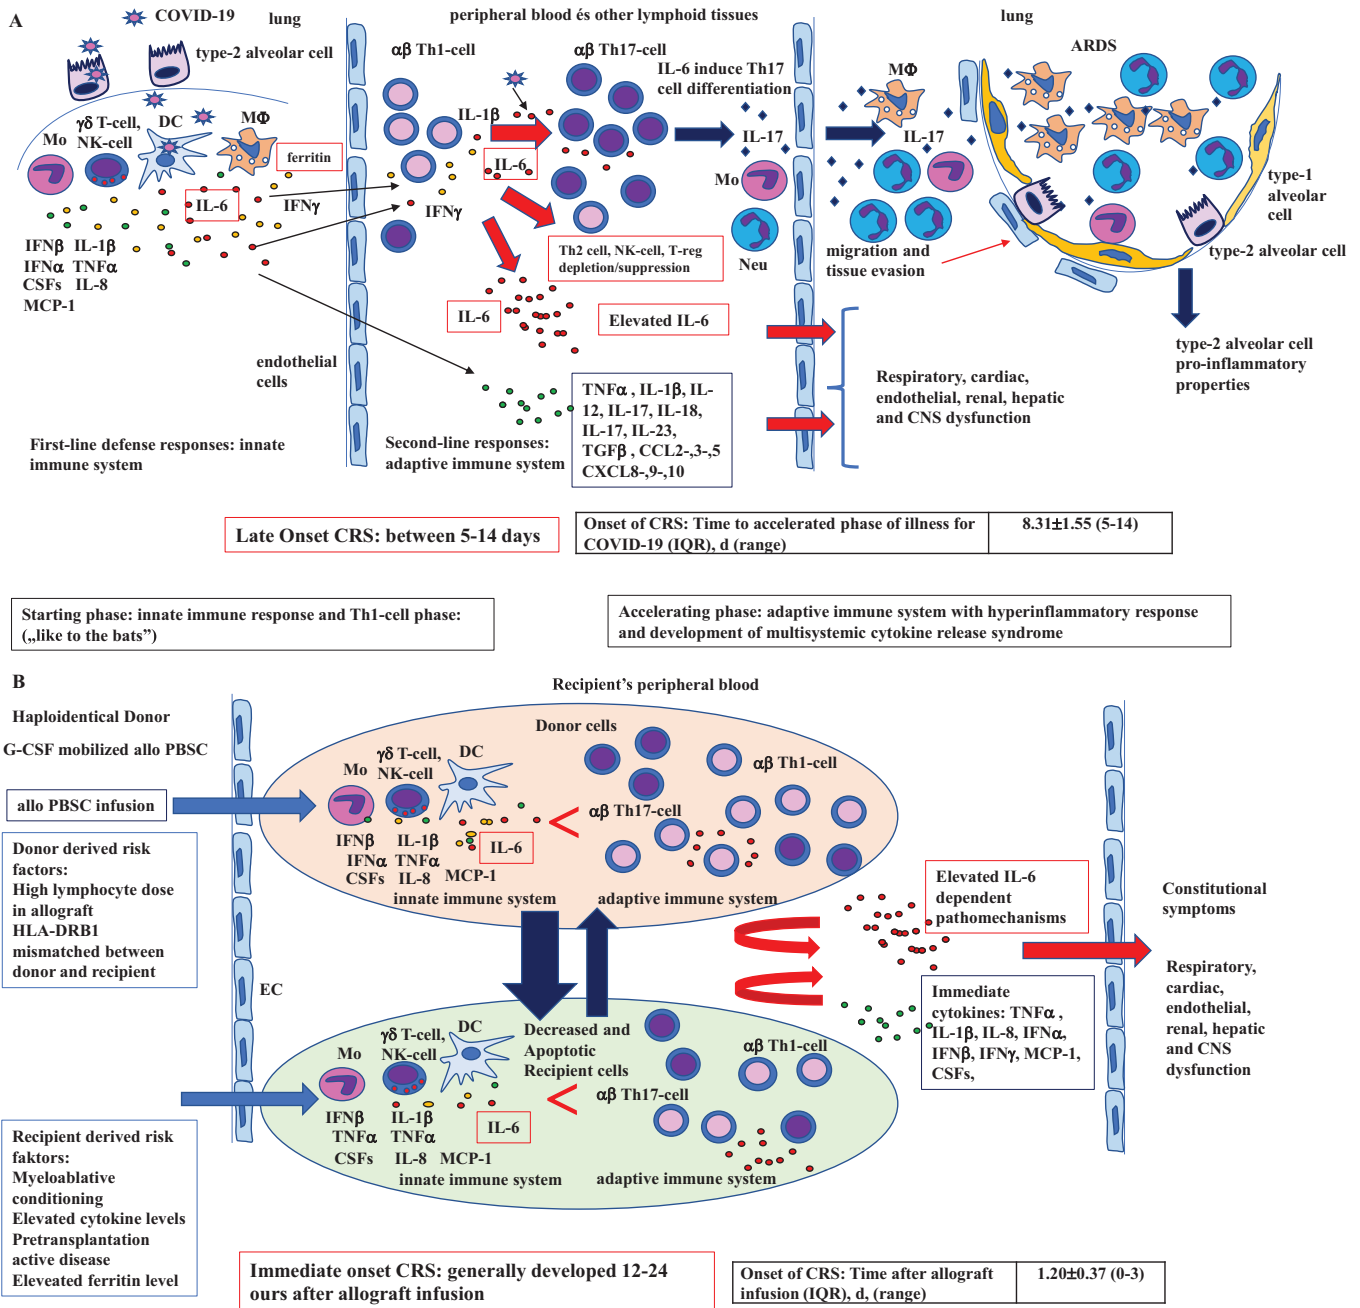 A
COVID-19
type-2 alveolar cell
lung
peripheral blood és other lymphoid tissues
lung
αβ Th1-cell
αβ Th17-cell
IL-6 induce Th17
cell differentiation
ARDS
MΦ
Mo
γδ T-cell,
NK-cell
DC
MΦ
ferritin
IL-6
IFNγ
IFNβ IL-1β
IFNα TNFα
CSFs IL-8
MCP-1
IL-1β
IL-6
IFNγ
IL-17
Mo
Neu
IL-17
Th2 cell, NK-cell, T-reg
depletion/suppression
migration and
tissue evasion
type-1
alveolar
cell
type-2 alveolar cell
IL-6
Elevated IL-6
endothelial
cells
TNFα , IL-1β, IL-
12, IL-17, IL-18,
IL-17, IL-23,
TGFβ , CCL2-,3-,5
CXCL8-,9-,10
Respiratory, cardiac,
endothelial, renal, hepatic
and CNS dysfunction
type-2 alveolar cell
pro-inflammatory
properties
First-line defense responses: innate
immune system
Second-line responses:
adaptive immune system
Late Onset CRS: between 5-14 days
Onset of CRS: Time to accelerated phase of illness for
COVID-19 (IQR), d (range)
8.31±1.55 (5-14)
Starting phase: innate immune response and Th1-cell phase:
(„like to the bats”)
Accelerating phase: adaptive immune system with hyperinflammatory response
and development of multisystemic cytokine release syndrome
B
Recipient's peripheral blood
Haploidentical Donor
G-CSF mobilized allo PBSC
allo PBSC infusion
Donor derived risk
factors:
High lymphocyte dose
in allograft
HLA-DRB1
mismatched between
donor and recipient
EC
Donor cells
Mo
γδ T-cell,
NK-cell
DC
αβ Th1-cell
αβ Th17-cell
IFNβ IL-1β
IFNα TNFα
CSFs IL-8
MCP-1
IL-6
innate immune system
adaptive immune system
Elevated IL-6
dependent
pathomechanisms
Constitutional
symptoms
Respiratory,
cardiac,
endothelial,
renal, hepatic
and CNS
dysfunction
Immediate
cytokines: TNFα ,
IL-1β, IL-8, IFNα,
IFNβ, IFNγ, MCP-1,
CSFs,
Decreased and
Apoptotic
Recipient cells
Mo
γδ T-cell,
NK-cell
DC
αβ Th1-cell
αβ Th17-cell
IFNβ IL-1β
TNFα TNFα
CSFs IL-8 MCP-1
IL-6
innate immune system
adaptive immune system
Recipient derived risk
faktors:
Myeloablative
conditioning
Elevated cytokine levels
Pretransplantation
active disease
Eleveated ferritin level
Immediate onset CRS: generally developed 12-24
ours after allograft infusion
Onset of CRS: Time after allograft
infusion (IQR), d, (range)
1.20±0.37 (0-3)